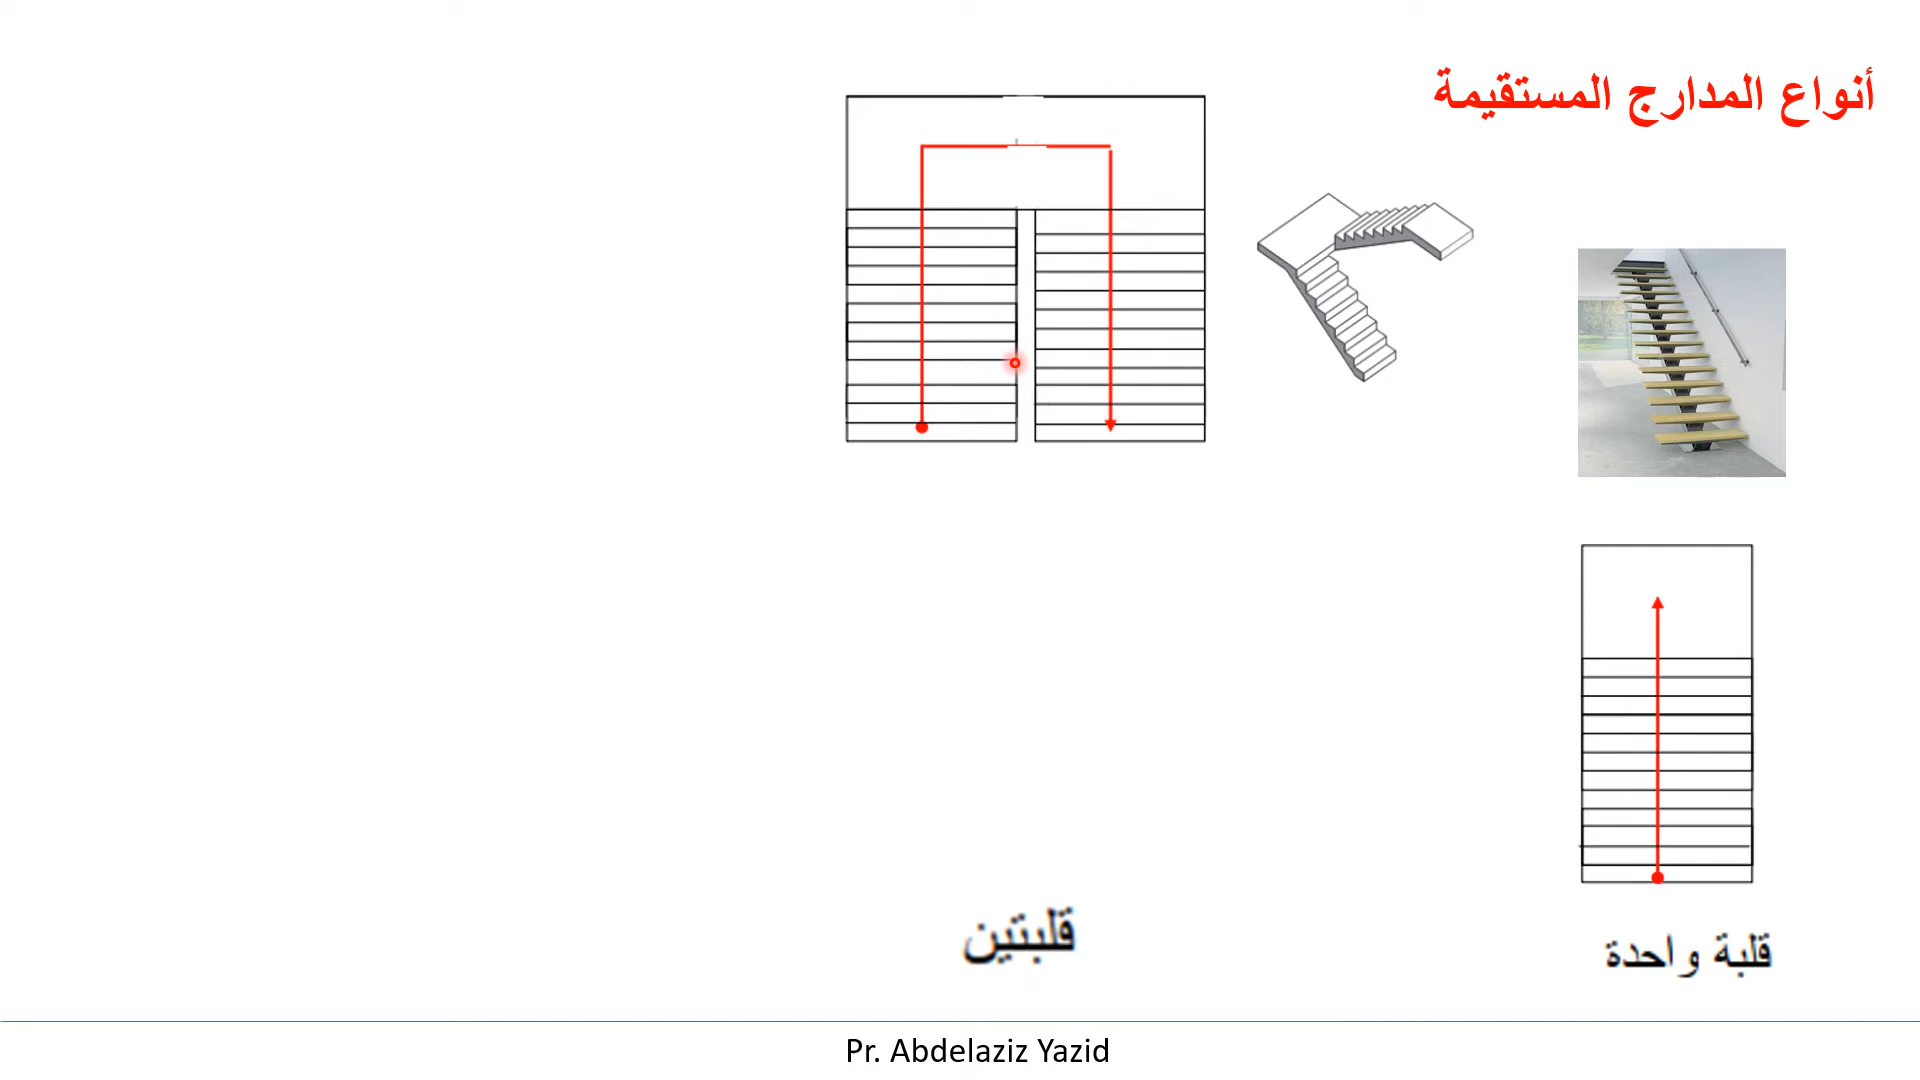 أنواع المدارج المستقيمة
قلبة واحدة
قلبتين
Pr. Abdelaziz Yazid